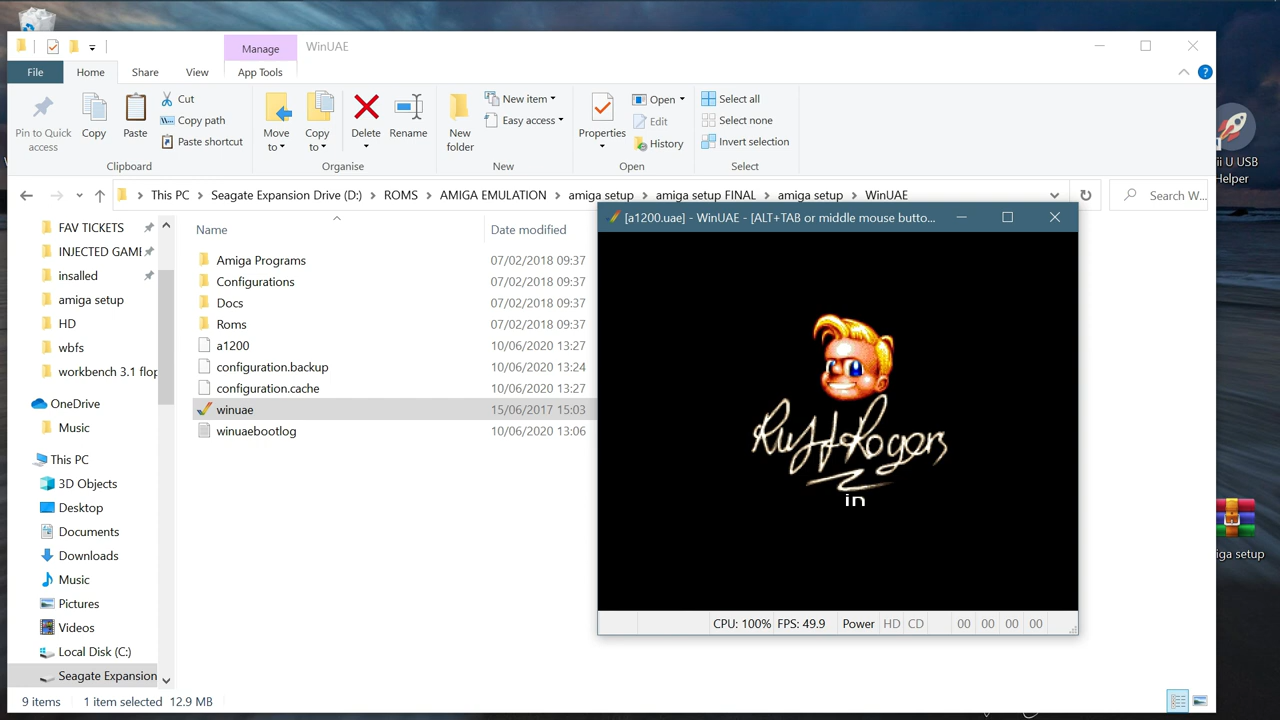 Manage
WinUAE
File
Home
Share
View
App Tools
Pin to Quick access
Copy
Paste
Cut
Copy path
Paste shortcut
Clipboard
Move to
Copy to
Delete
Rename
Organise
New folder
New item
Easy access
New
Properties
Open
Edit
History
Open
Select all
Select none
Invert selection
Select
This PC
Seagate Expansion Drive (D:)
ROMS
AMIGA EMULATION
amiga setup
amiga setup FINAL
amiga setup
WinUAE
Search W...
FAV TICKETS
INJECTED GAMI
insalled
amiga setup
HD
wbfs
workbench 3.1 flop
OneDrive
Music
This PC
3D Objects
Desktop
Documents
Downloads
Music
Pictures
Videos
Local Disk (C:)
Seagate Expansion
Name
Date modified
Amiga Programs 07/02/2018 09:37
Configurations 07/02/2018 09:37
Docs 07/02/2018 09:37
Roms 07/02/2018 09:37
a1200 10/06/2020 13:27
configuration.backup 10/06/2020 13:24
configuration.cache 10/06/2020 13:27
winuae 15/06/2017 15:03
winuaebootlog 10/06/2020 13:06
[a1200.uae] - WinUAE - [ALT+TAB or middle mouse butto...
Ruff Rogers
in
CPU: 100% FPS: 49.9 Power HD CD 00 00 00 00
9 items 1 item selected 12.9 MB
ii U USB
Helper
iga setup